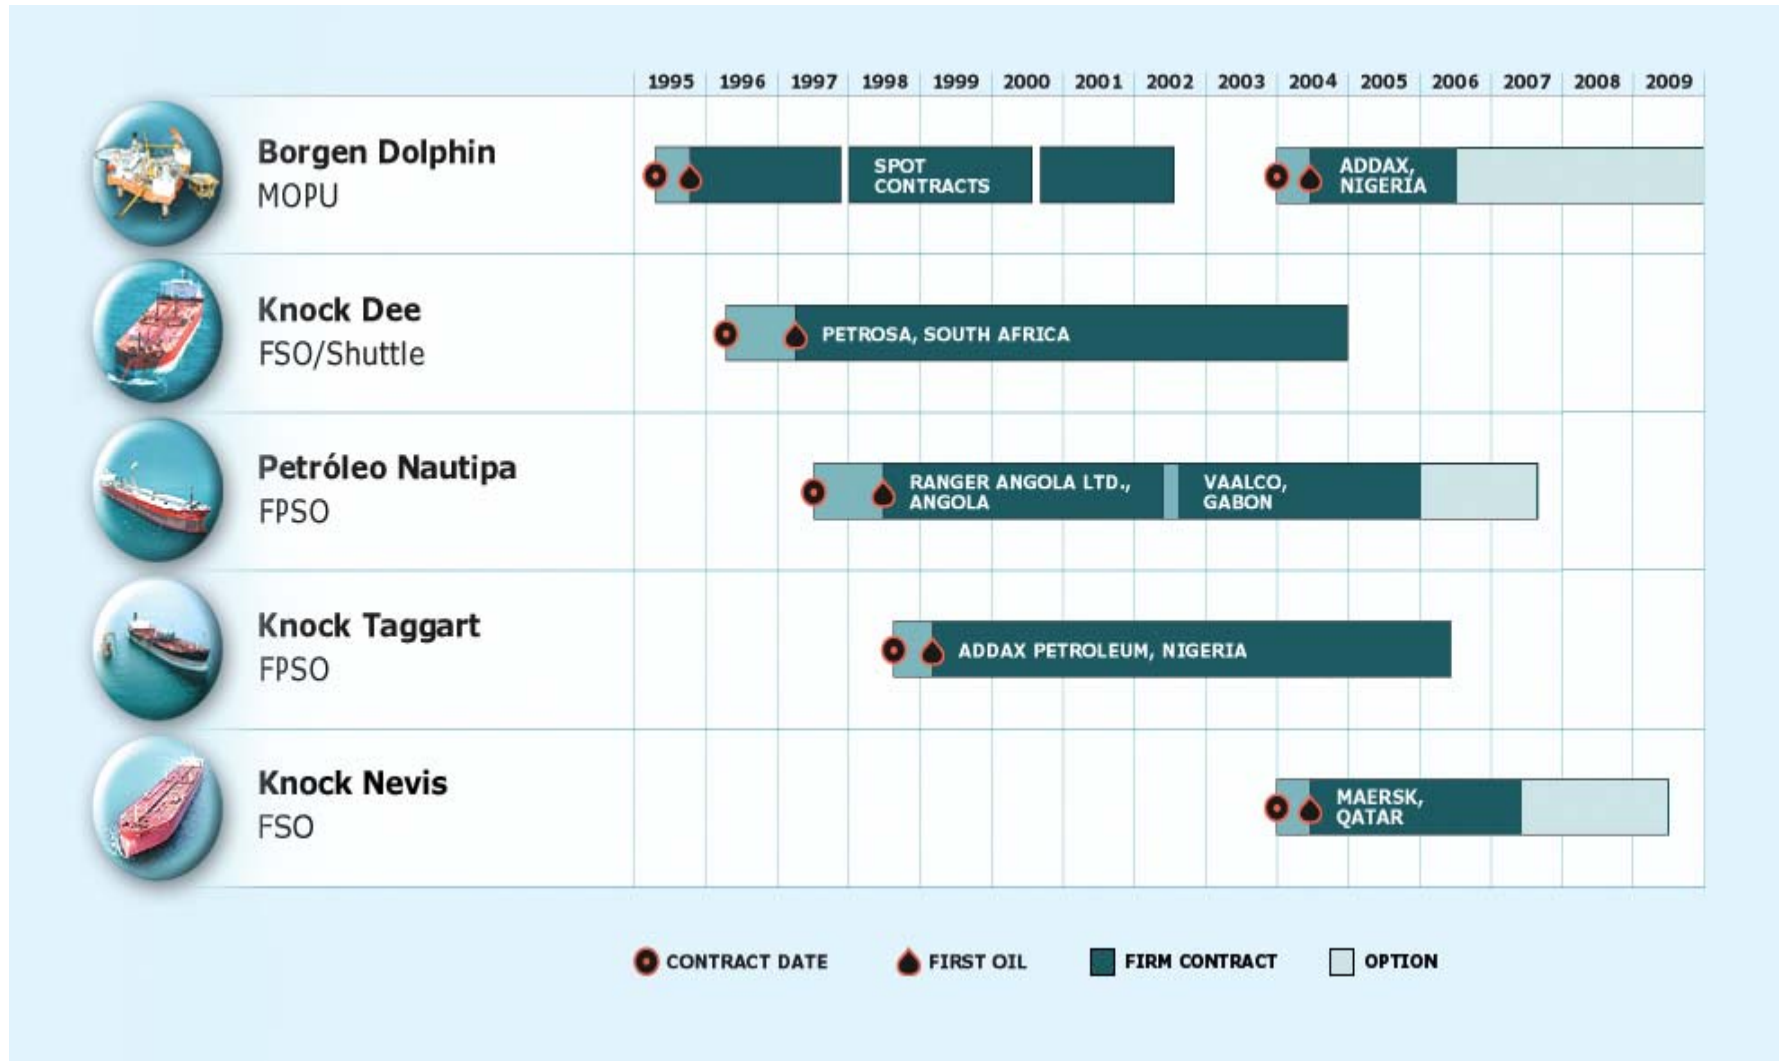 1995 1996 1997 1998 1999 2000 2001 2002 2003 2004 2005 2006 2007 2008 2009
Borgen Dolphin
MOPU
SPOT
CONTRACTS
ADDAX,
NIGERIA
Knock Dee
FSO/Shuttle
PETROSA, SOUTH AFRICA
Petróleo Nautipa
FPSO
RANGER ANGOLA LTD.,
ANGOLA
VAALCO,
GABON
Knock Taggart
FPSO
ADDAX PETROLEUM, NIGERIA
Knock Nevis
FSO
MAERSK,
QATAR
CONTRACT DATE FIRST OIL FIRM CONTRACT OPTION